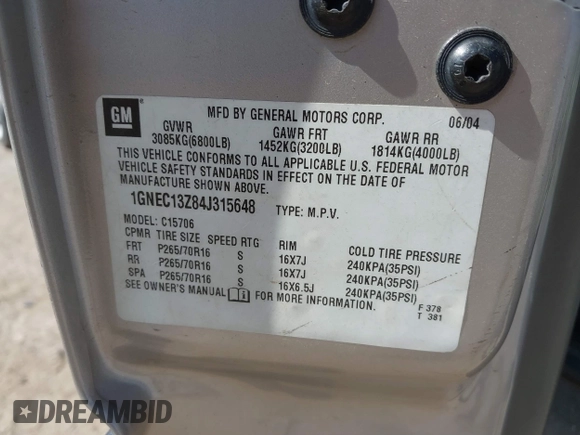 GM
MFD BY GENERAL MOTORS CORP. 06/04
GVWR GAWR FRT GAWR RR
3085KG(6800LB) 1452KG(3200LB) 1814KG(4000LB)
THIS VEHICLE CONFORMS TO ALL APPLICABLE U.S. FEDERAL MOTOR
VEHICLE SAFETY STANDARDS IN EFFECT ON THE DATE OF
MANUFACTURE SHOWN ABOVE.
1GNEC13Z84J315648 TYPE: M.P.V.
MODEL: C15706
CPMR TIRE SIZE SPEED RTG RIM COLD TIRE PRESSURE
FRT P265/70R16 S 16X7J 240KPA(35PSI)
RR P265/70R16 S 16X7J 240KPA(35PSI)
SPA P265/70R16 S 16X6.5J 240KPA(35PSI)
SEE OWNER'S MANUAL FOR MORE INFORMATION.
F 378
T 381
DREAMBID